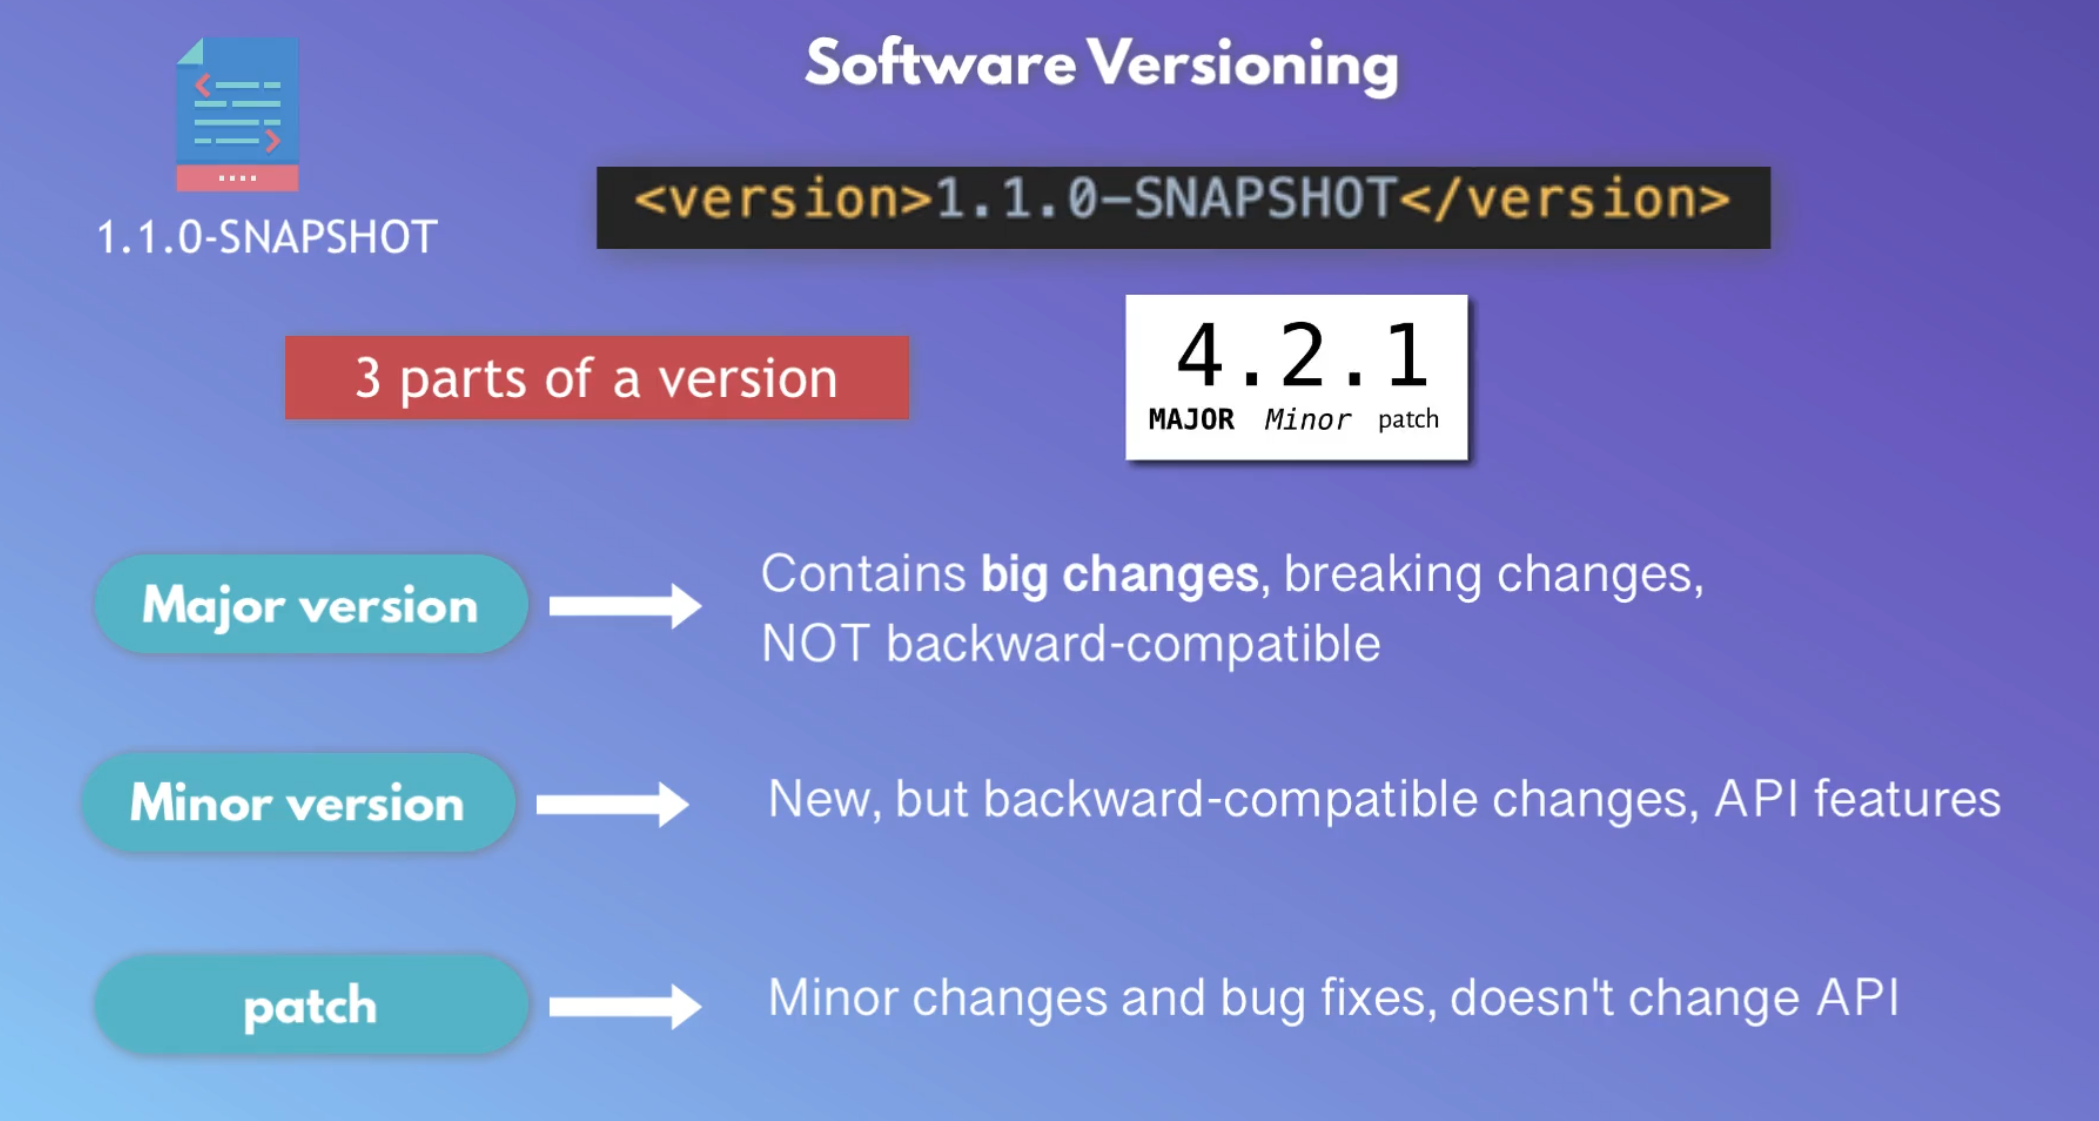 Software Versioning
<version>1.1.0-SNAPSHOT</version>
1.1.0-SNAPSHOT
3 parts of a version
4.2.1
MAJOR Minor patch
Major version
Contains big changes, breaking changes,
NOT backward-compatible
Minor version
New, but backward-compatible changes, API features
patch
Minor changes and bug fixes, doesn't change API